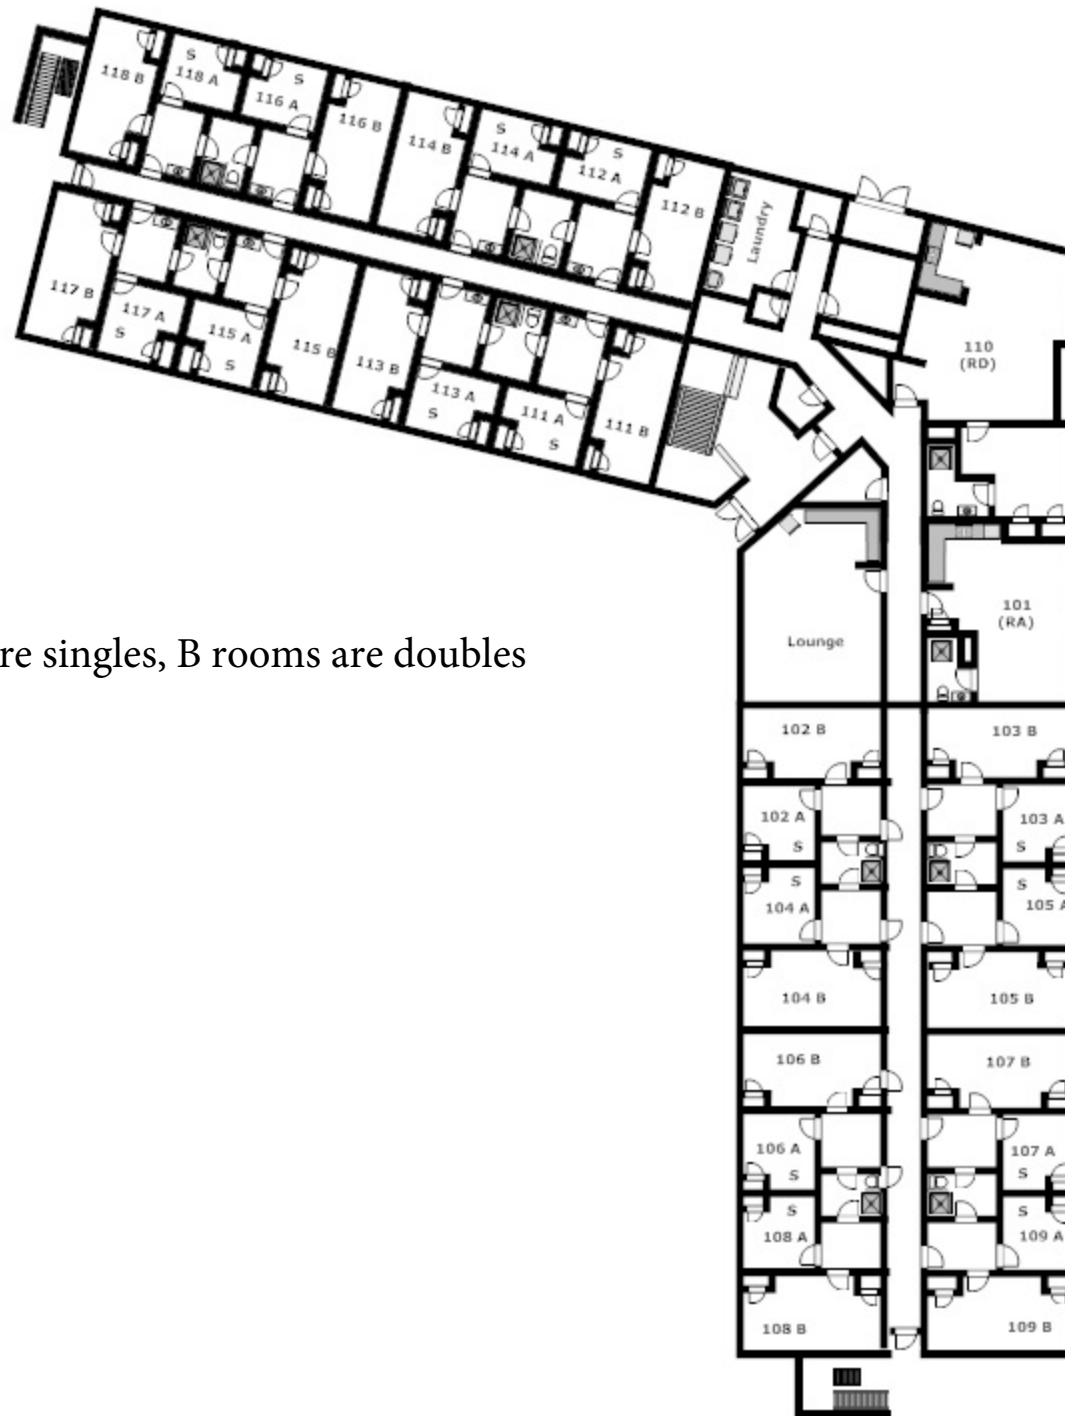 118 B
S
118 A
S
116 A
116 B
114 B
S
114 A
S
112 A
112 B
Laundry
117 B
117 A
S
115 A
S
115 B
113 B
113 A
S
111 A
S
111 B
110
(RD)
101
(RA)
Lounge
re singles, B rooms are doubles
102 B
103 B
102 A
S
103 A
S
S
104 A
S
105 A
104 B
105 B
106 B
107 B
106 A
S
107 A
S
S
108 A
S
109 A
108 B
109 B